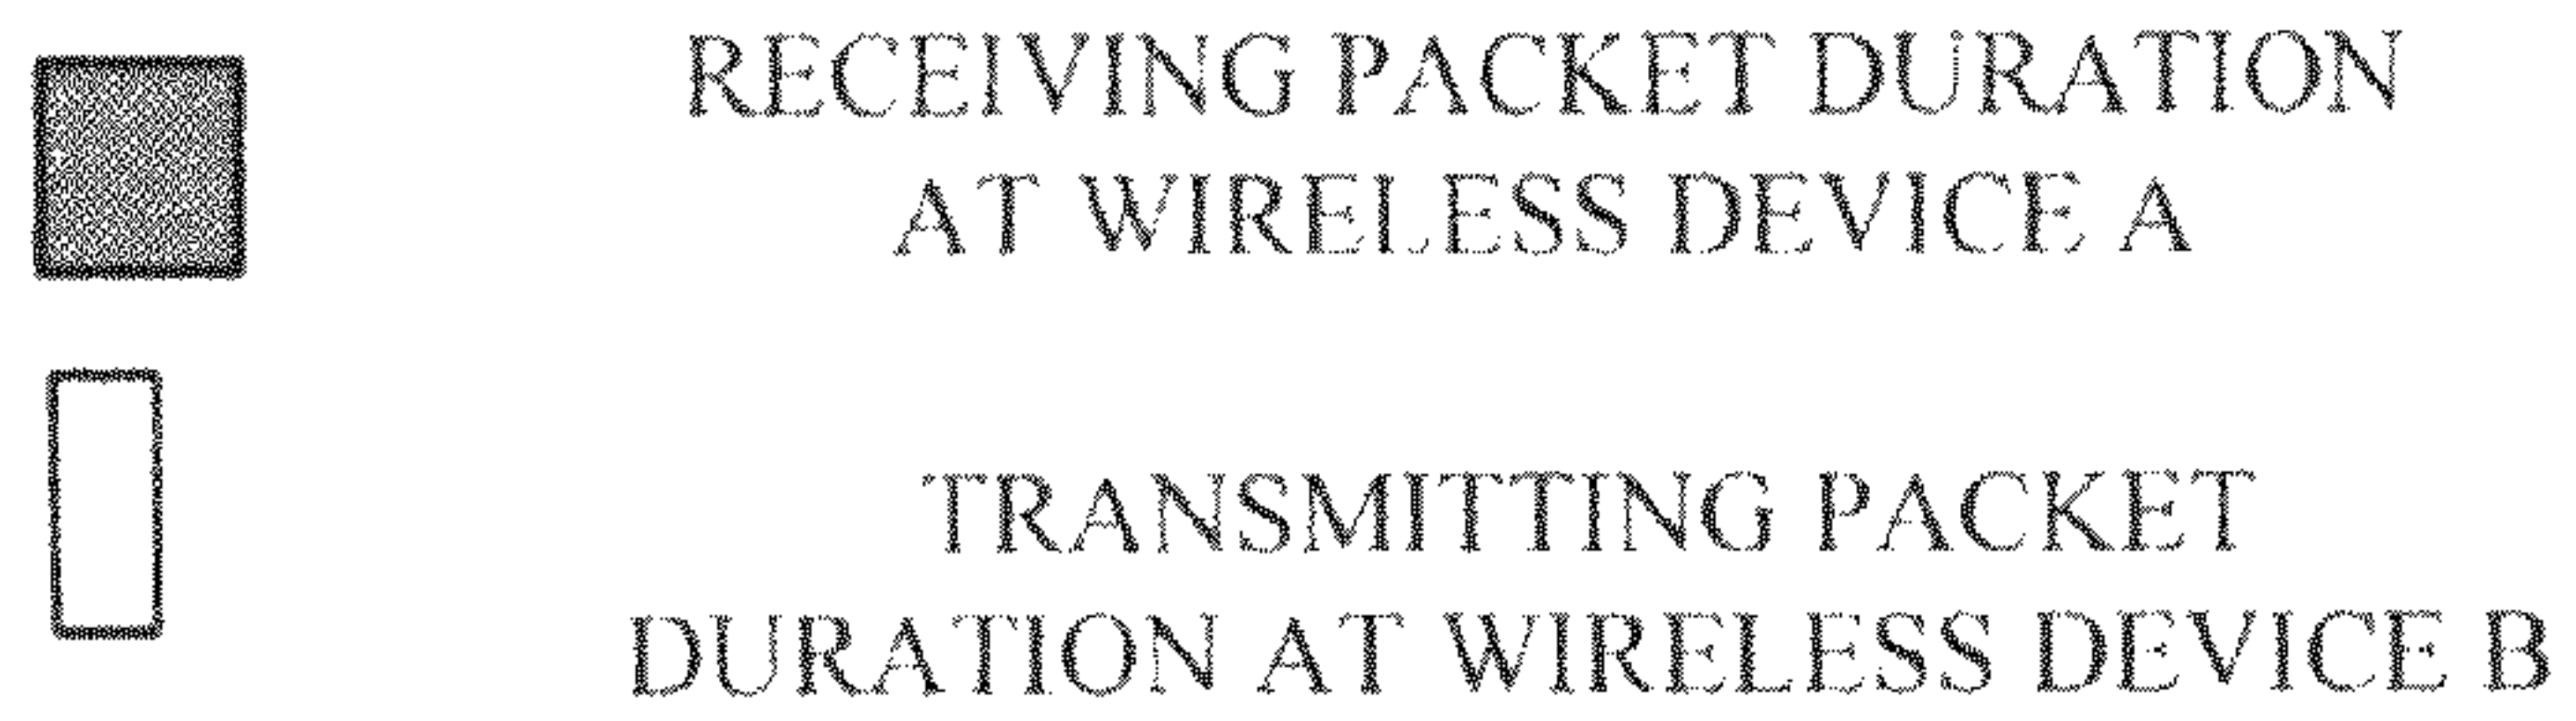 RECEIVING PACKET DURATION
AT WIRELESS DEVICE A
TRANSMITTING PACKET
DURATION AT WIRELESS DEVICE B